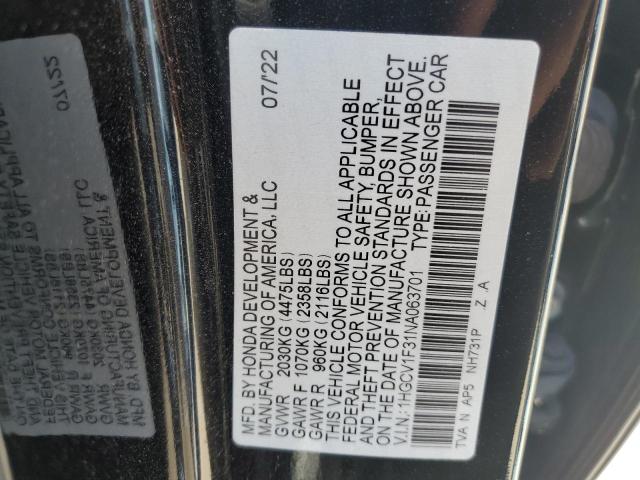 MFD. BY HONDA DEVELOPMENT &
MANUFACTURING OF AMERICA, LLC 07/22
GVWR 2030KG (4475LBS)
GAWR F 1070KG (2358LBS)
GAWR R 960KG (2116LBS)
THIS VEHICLE CONFORMS TO ALL APPLICABLE
FEDERAL MOTOR VEHICLE SAFETY, BUMPER,
AND THEFT PREVENTION STANDARDS IN EFFECT
ON THE DATE OF MANUFACTURE SHOWN ABOVE.
V.I.N.: 1HGCV1F31NA063701 TYPE: PASSENGER CAR
TVA N AP5 NH731P Z A